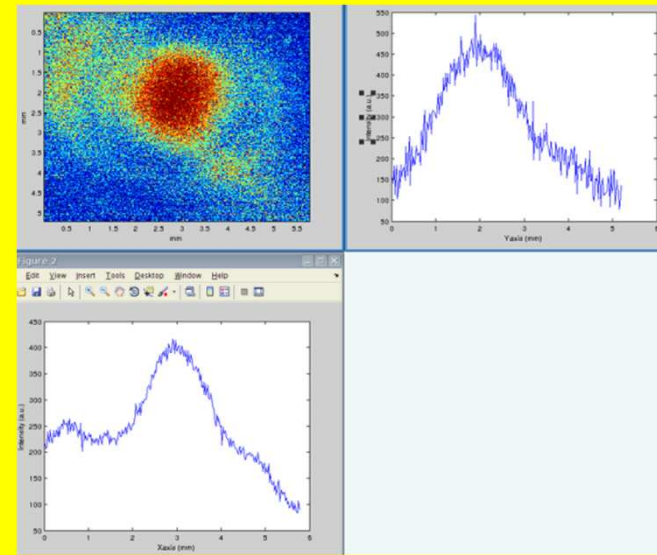 0.5
1
1.5
2
2.5
3
3.5
4
4.5
5
mm
0.5 1 1.5 2 2.5 3 3.5 4 4.5 5 5.5
mm
550
500
450
400
350
300
250
200
150
100
50
Intensity (a.u.)
0 1 2 3 4 5 6
Yaxis (mm)
Figure 2
Edit View Insert Tools Desktop Window Help
450
400
350
300
250
200
150
100
50
Intensity (a.u.)
0 1 2 3 4 5 6
Xaxis (mm)